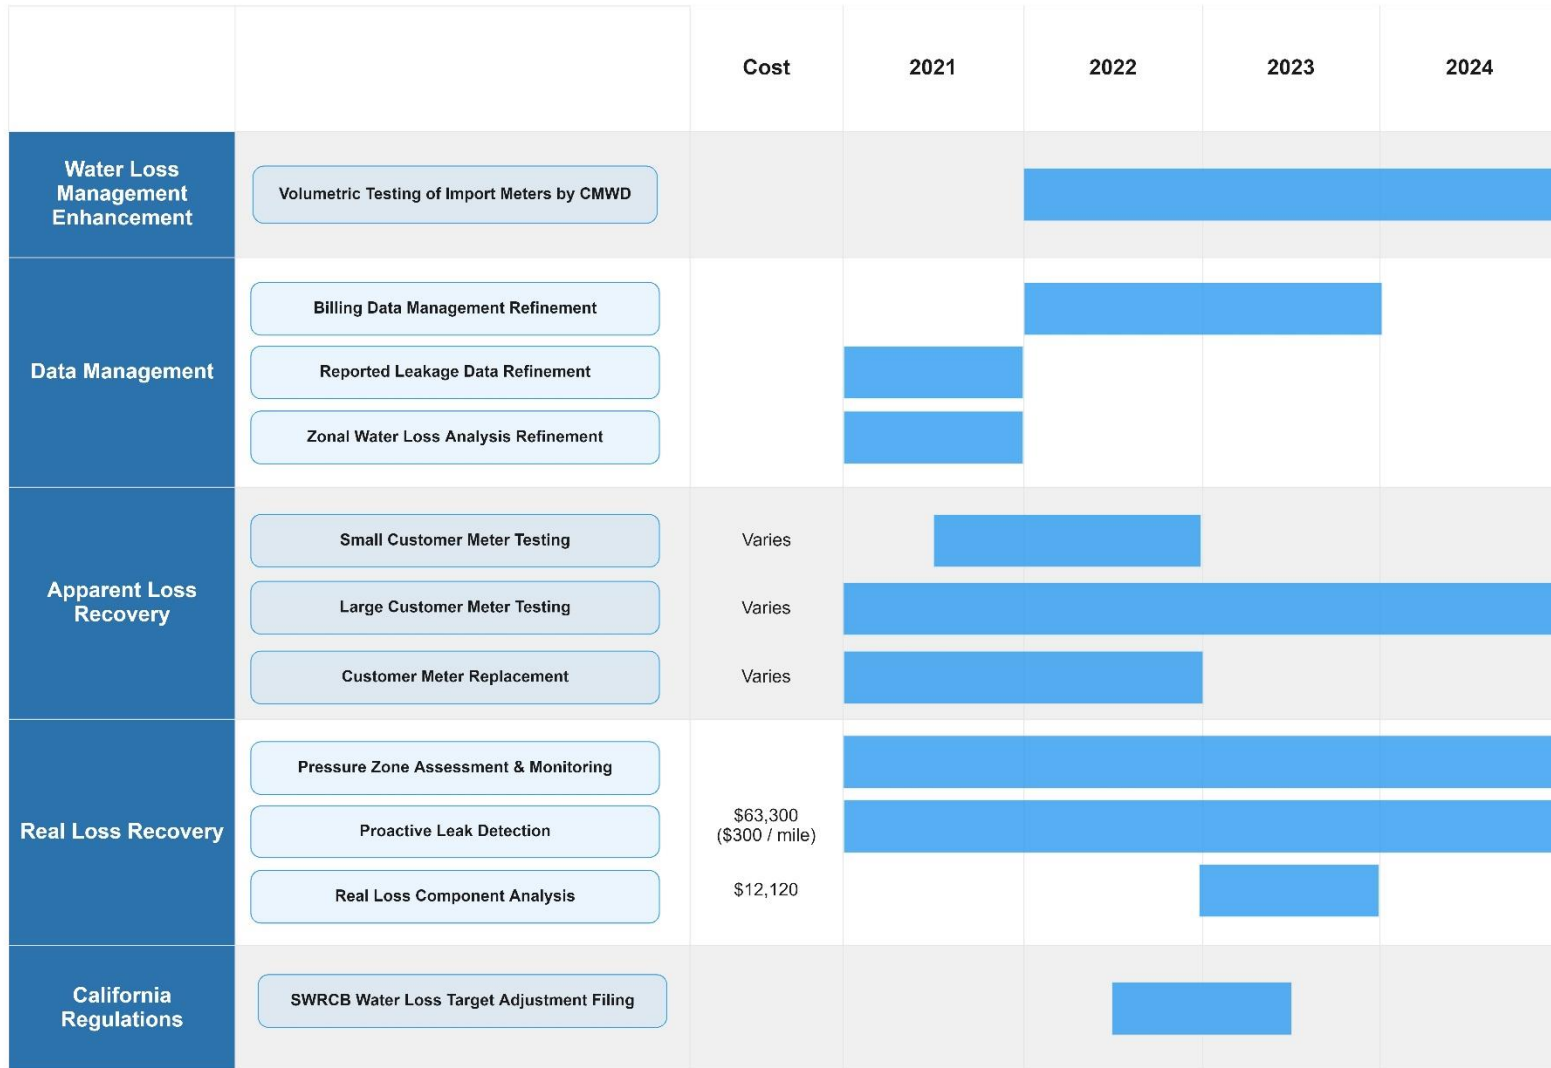 Cost 2021 2022 2023 2024
Water Loss
Management
Enhancement
Volumetric Testing of Import Meters by CMWD
Data Management
Billing Data Management Refinement
Reported Leakage Data Refinement
Zonal Water Loss Analysis Refinement
Apparent Loss
Recovery
Small Customer Meter Testing Varies
Large Customer Meter Testing Varies
Customer Meter Replacement Varies
Real Loss Recovery
Pressure Zone Assessment & Monitoring
Proactive Leak Detection $63,300
($300 / mile)
Real Loss Component Analysis $12,120
California
Regulations
SWRCB Water Loss Target Adjustment Filing